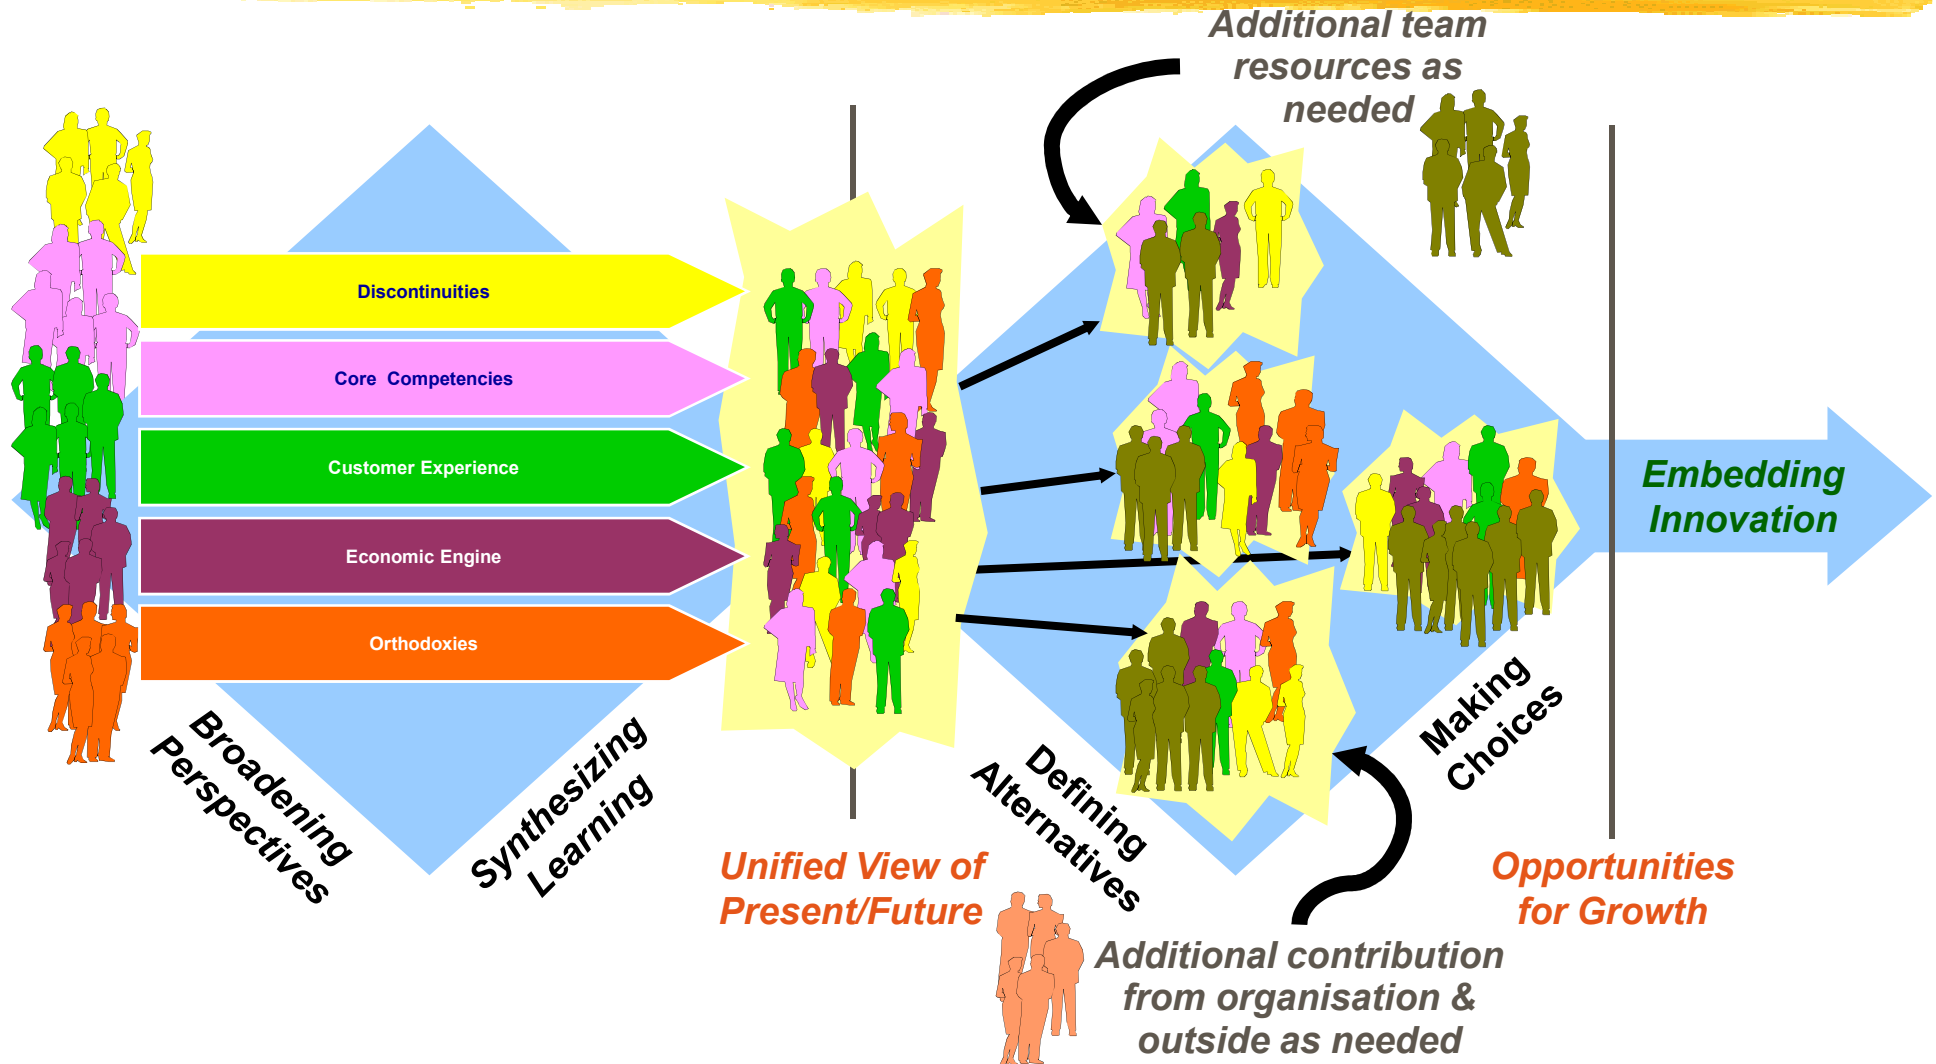 Additional team
resources as
needed
Discontinuities
Core Competencies
Customer Experience
Economic Engine
Orthodoxies
Embedding
Innovation
Broadening
Perspectives
Synthesizing
Learning
Unified View of
Present/Future
Defining
Alternatives
Making
Choices
Opportunities
for Growth
Additional contribution
from organisation &
outside as needed